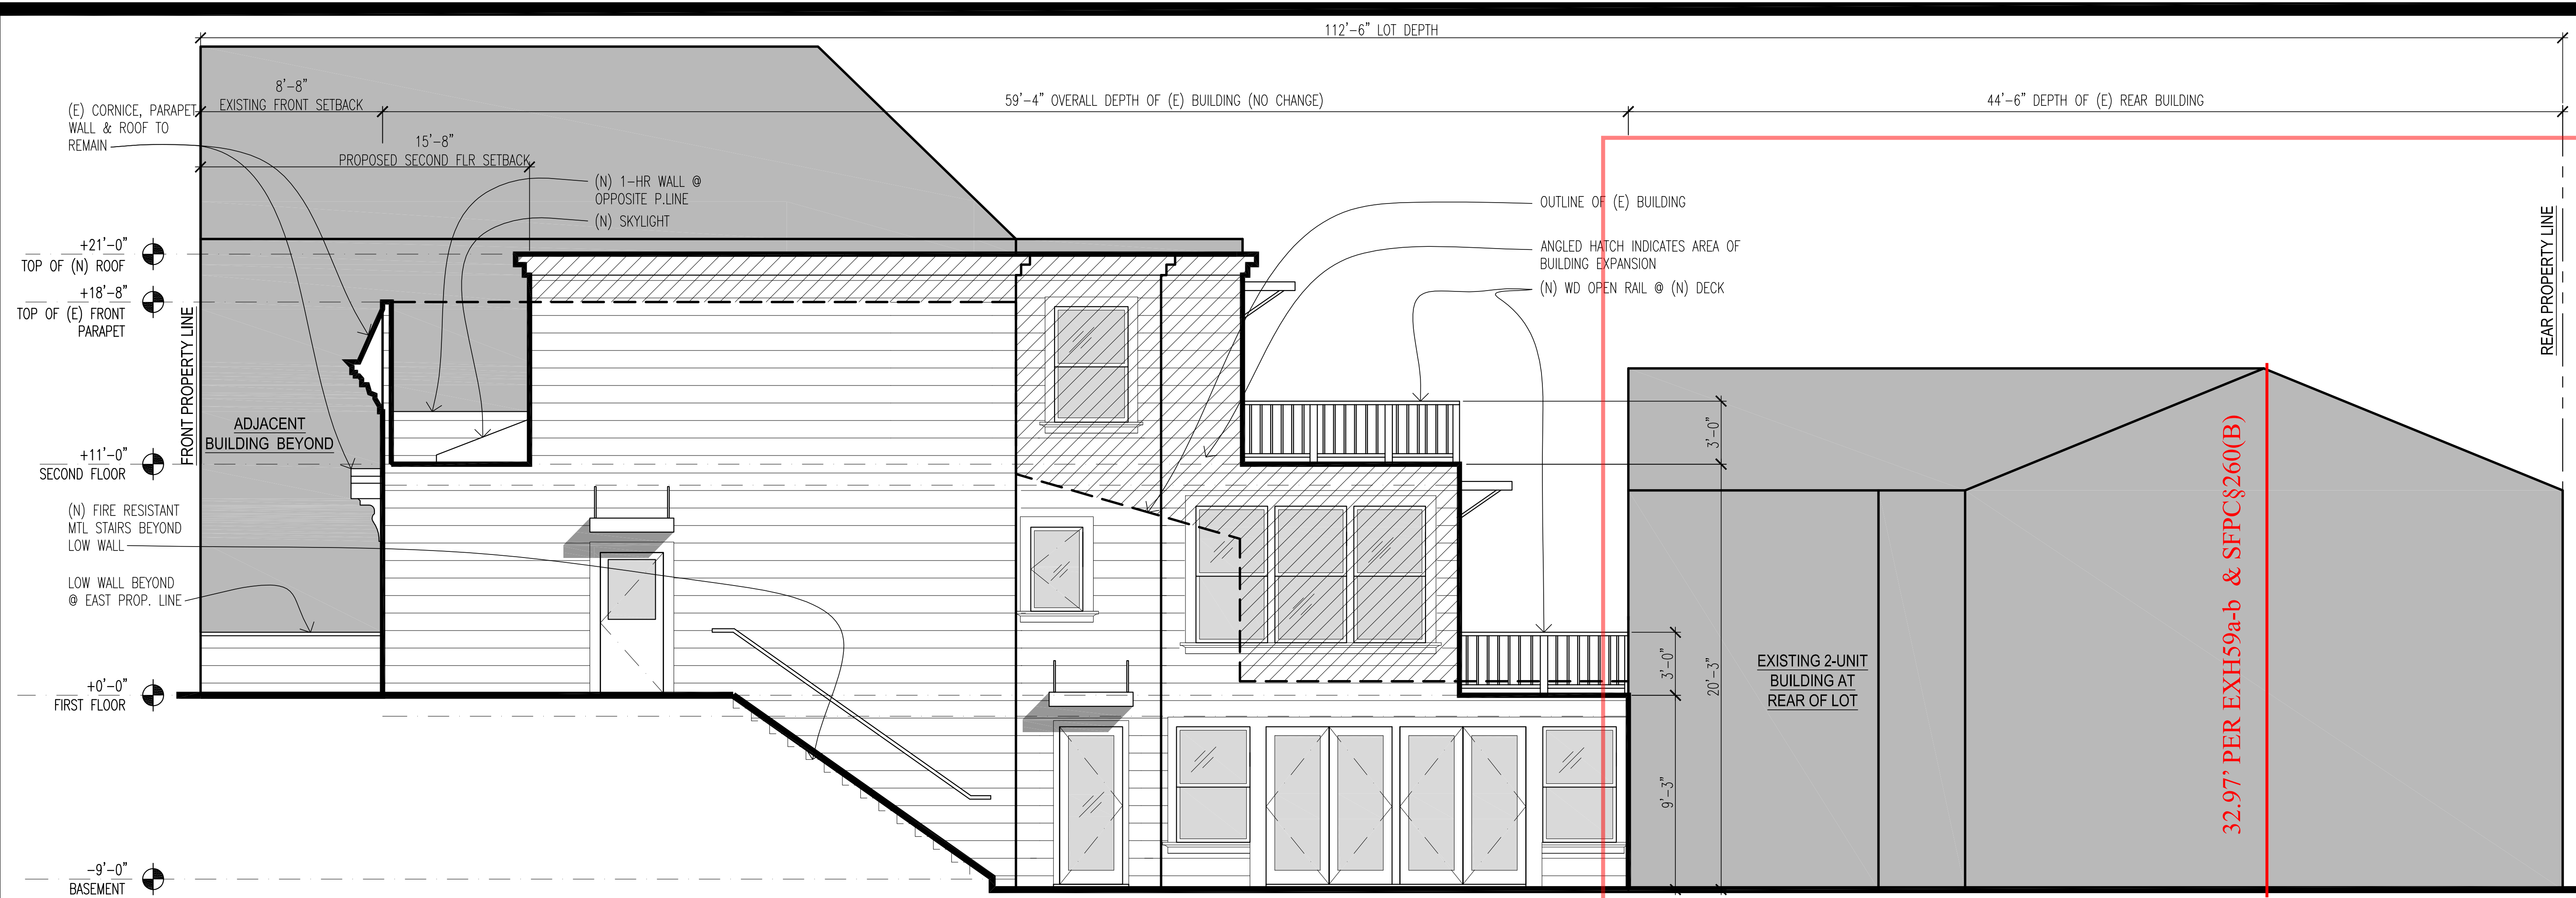 112'-6" LOT DEPTH
8'-8"
EXISTING FRONT SETBACK
59'-4" OVERALL DEPTH OF (E) BUILDING (NO CHANGE)
44'-6" DEPTH OF (E) REAR BUILDING
(E) CORNICE, PARAPET
WALL & ROOF TO
REMAIN
15'-8"
PROPOSED SECOND FLR SETBACK
(N) 1-HR WALL @
OPPOSITE P.LINE
(N) SKYLIGHT
OUTLINE OF (E) BUILDING
ANGLED HATCH INDICATES AREA OF
BUILDING EXPANSION
(N) WD OPEN RAIL @ (N) DECK
REAR PROPERTY LINE
+21'-0"
TOP OF (N) ROOF
+18'-8"
TOP OF (E) FRONT
PARAPET
FRONT PROPERTY LINE
ADJACENT
BUILDING BEYOND
+11'-0"
SECOND FLOOR
(N) FIRE RESISTANT
MTL STAIRS BEYOND
LOW WALL
LOW WALL BEYOND
@ EAST PROP. LINE
+0'-0"
FIRST FLOOR
-9'-0"
BASEMENT
3'-0"
3'-0"
20'-3"
9'-3"
EXISTING 2-UNIT
BUILDING AT
REAR OF LOT
32.97' PER EXH59a-b & SFPC§260(B)